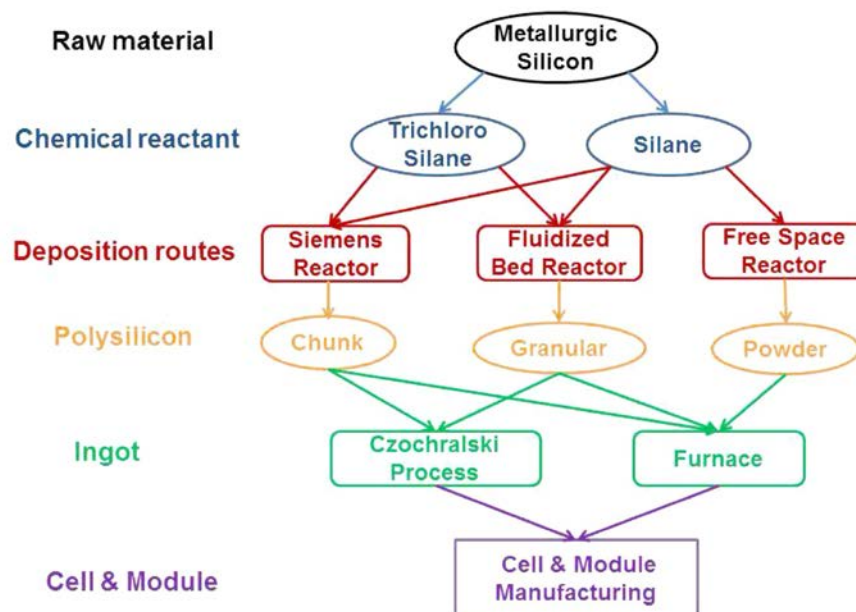 Raw material
Metallurgic
Silicon
Chemical reactant
Trichloro
Silane
Silane
Deposition routes
Siemens
Reactor
Fluidized
Bed Reactor
Free Space
Reactor
Polysilicon
Chunk
Granular
Powder
Ingot
Czochralski
Process
Furnace
Cell & Module
Cell & Module
Manufacturing